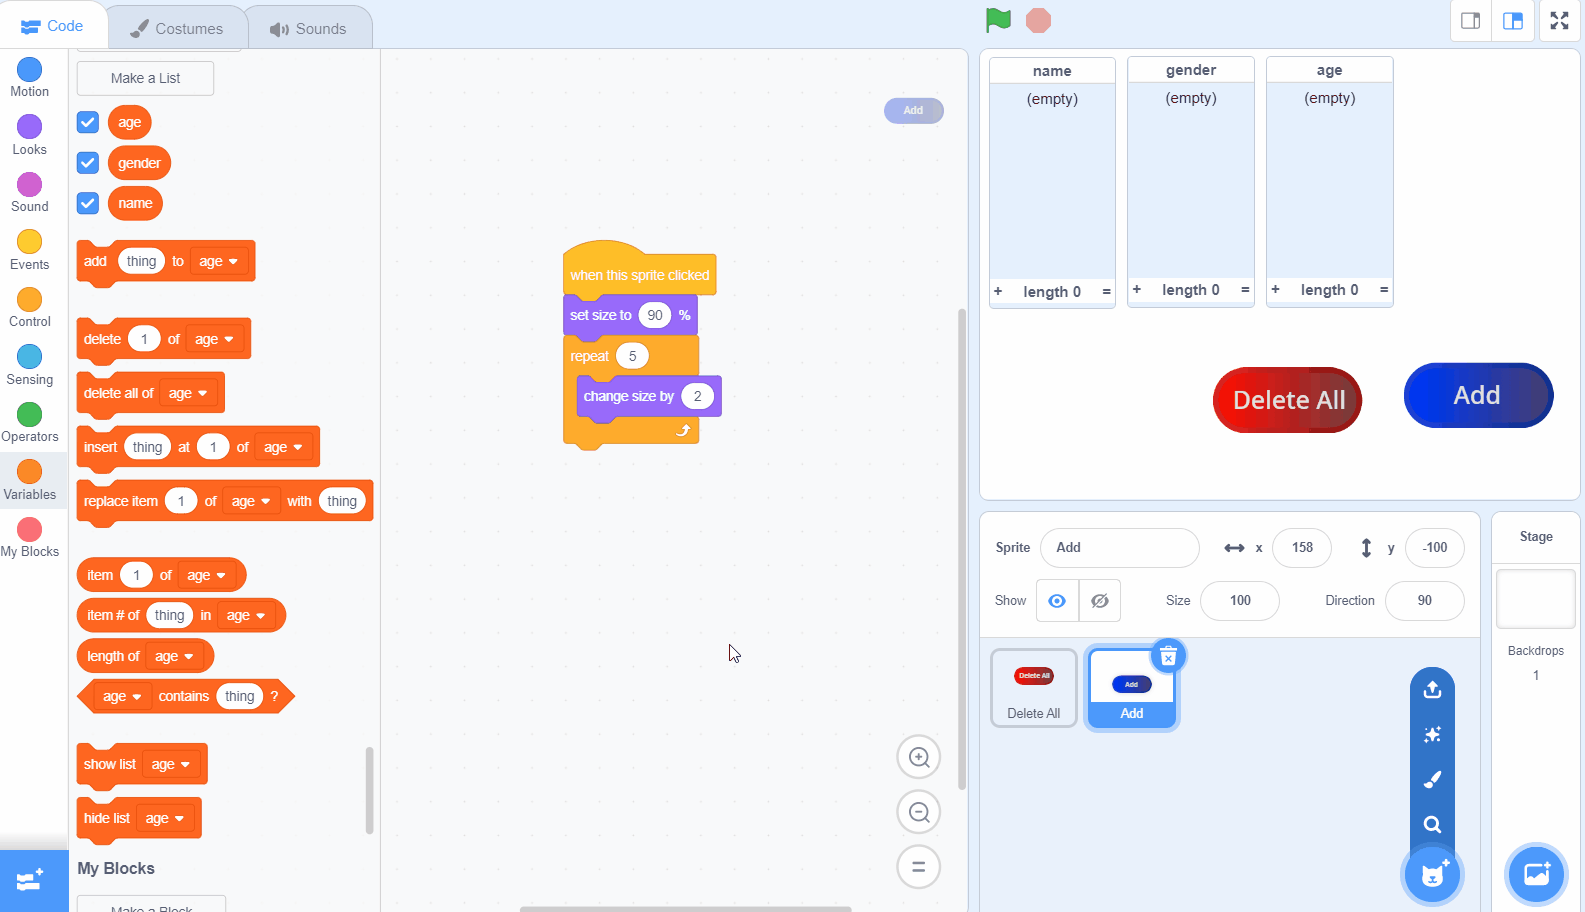 Code
Costumes
Sounds
Motion
Looks
Sound
Events
Control
Sensing
Operators
Variables
My Blocks
Make a List
age
gender
name
add thing to age
delete 1 of age
delete all of age
insert thing at 1 of age
replace item 1 of age with thing
item 1 of age
item # of thing in age
length of age
age contains thing ?
show list age
hide list age
My Blocks
Make a Block
Add
when this sprite clicked
set size to 90 %
repeat 5
change size by 2
name
(empty)
+ length 0 =
gender
(empty)
+ length 0 =
age
(empty)
+ length 0 =
Delete All
Add
Sprite Add x 158 y -100
Show Size 100 Direction 90
Delete All
Delete All
Add
Add
Stage
Backdrops
1